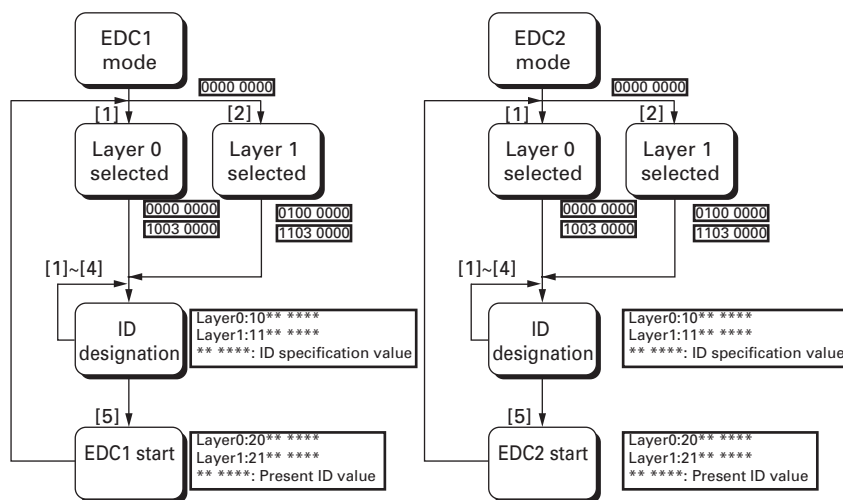 EDC1
mode
0000 0000
[1]
[2]
Layer 0
selected
Layer 1
selected
0000 0000
1003 0000
0100 0000
1103 0000
[1]~[4]
ID
designation
Layer0:10** ****
Layer1:11** ****
** ****: ID specification value
[5]
EDC1 start
Layer0:20** ****
Layer1:21** ****
** ****: Present ID value
EDC2
mode
0000 0000
[1]
[2]
Layer 0
selected
Layer 1
selected
0000 0000
1003 0000
0100 0000
1103 0000
[1]~[4]
ID
designation
Layer0:10** ****
Layer1:11** ****
** ****: ID specification value
[5]
EDC2 start
Layer0:20** ****
Layer1:21** ****
** ****: Present ID value